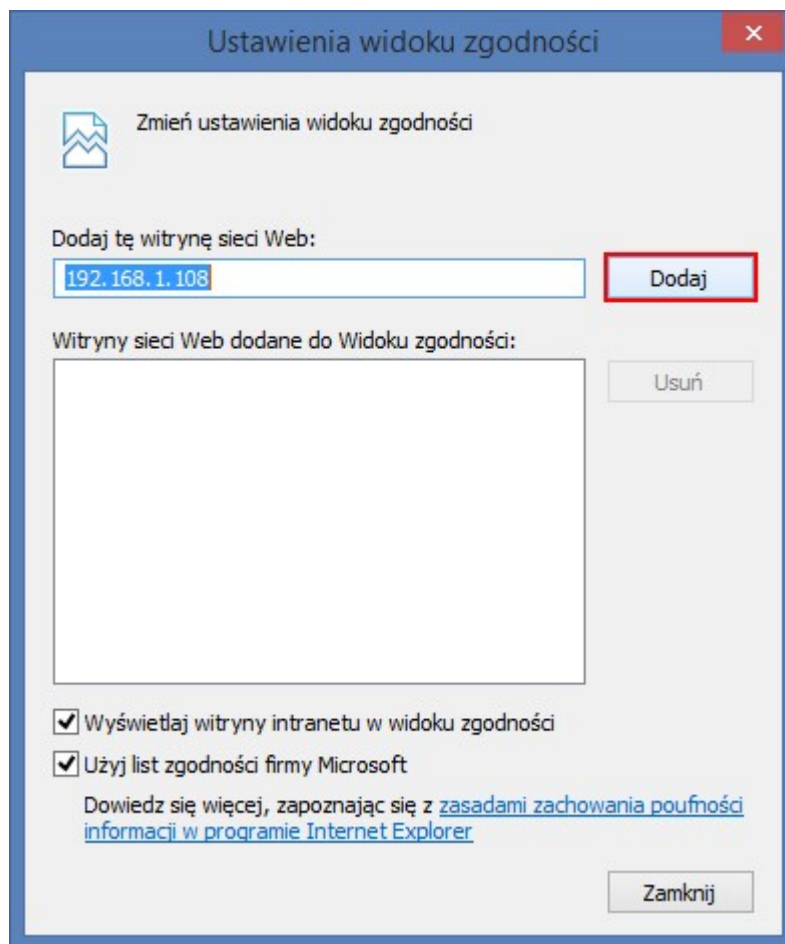 Ustawienia widoku zgodności
Zmień ustawienia widoku zgodności
Dodaj tę witrynę sieci Web:
192.168.1.108
Dodaj
Witryny sieci Web dodane do Widoku zgodności:
Usuń
Wyświetlaj witryny intranetu w widoku zgodności
Użyj list zgodności firmy Microsoft
Dowiedz się więcej, zapoznając się z zasadami zachowania poufności
informacji w programie Internet Explorer
Zamknij